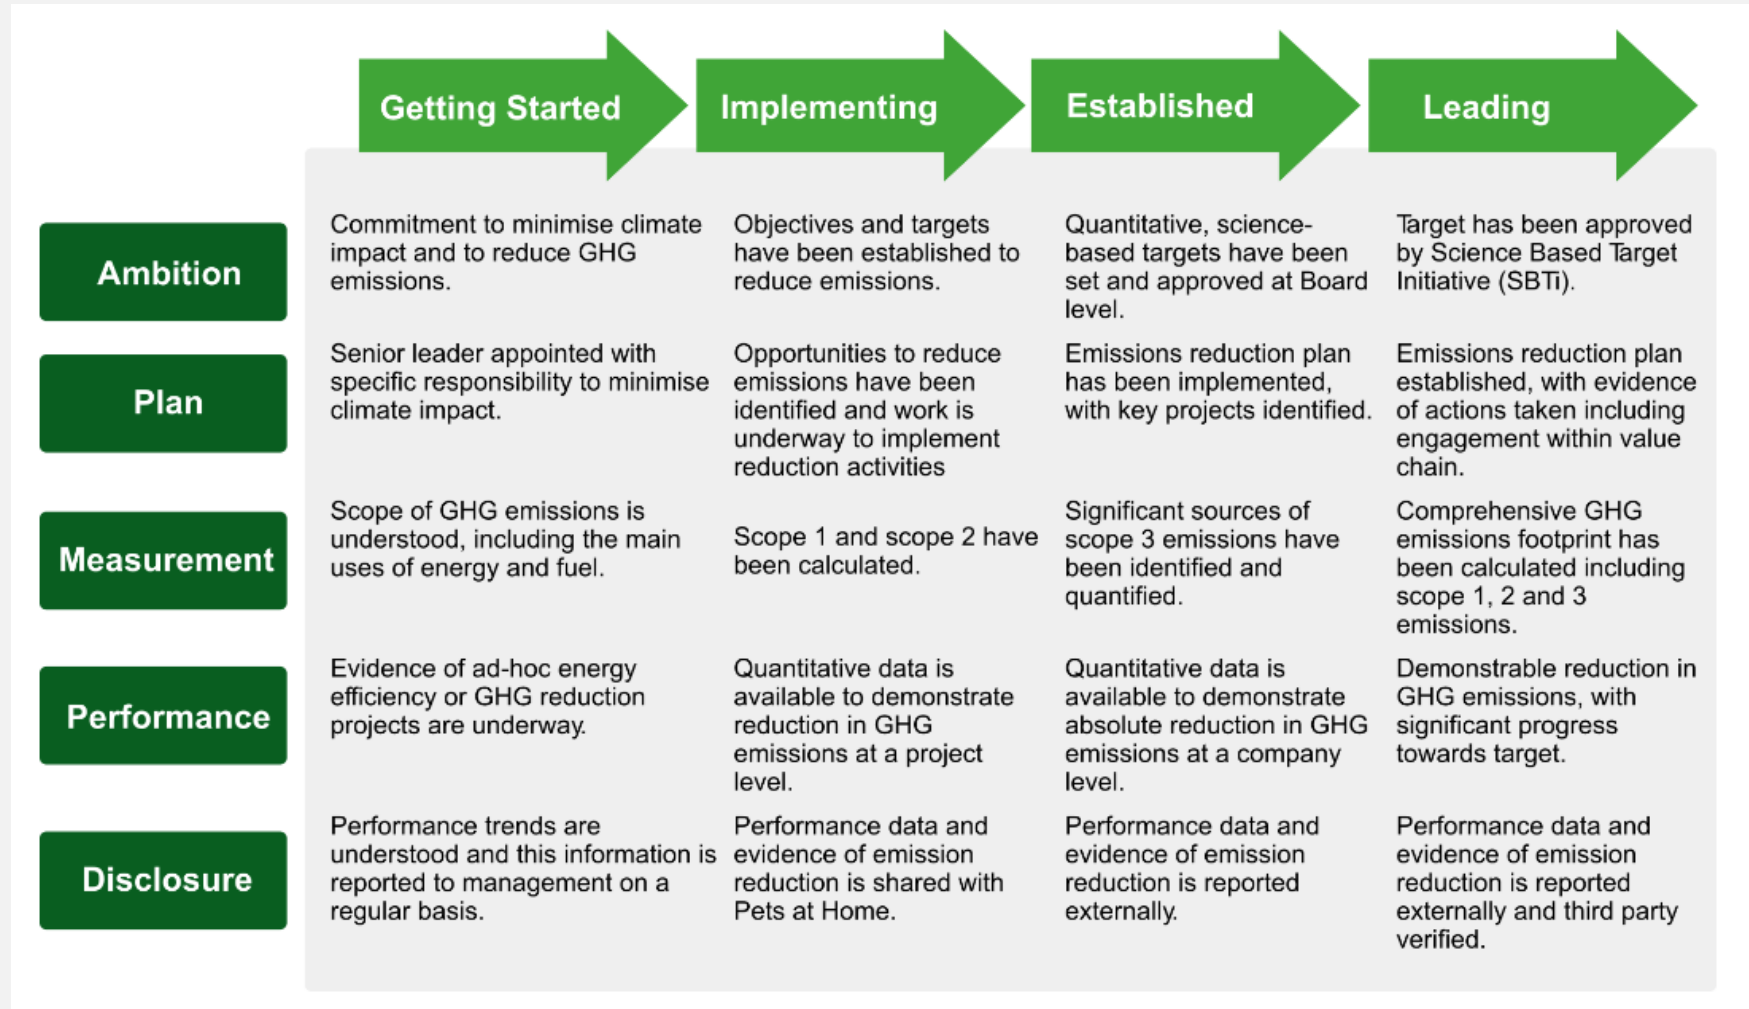 Getting Started
Implementing
Established
Leading
Ambition
Commitment to minimise climate
impact and to reduce GHG
emissions.
Objectives and targets
have been established to
reduce emissions.
Quantitative, science-
based targets have been
set and approved at Board
level.
Target has been approved
by Science Based Target
Initiative (SBTi).
Plan
Senior leader appointed with
specific responsibility to minimise
climate impact.
Opportunities to reduce
emissions have been
identified and work is
underway to implement
reduction activities
Emissions reduction plan
has been implemented,
with key projects identified.
Emissions reduction plan
established, with evidence
of actions taken including
engagement within value
chain.
Measurement
Scope of GHG emissions is
understood, including the main
uses of energy and fuel.
Scope 1 and scope 2 have
been calculated.
Significant sources of
scope 3 emissions have
been identified and
quantified.
Comprehensive GHG
emissions footprint has
been calculated including
scope 1, 2 and 3
emissions.
Performance
Evidence of ad-hoc energy
efficiency or GHG reduction
projects are underway.
Quantitative data is
available to demonstrate
reduction in GHG
emissions at a project
level.
Quantitative data is
available to demonstrate
absolute reduction in GHG
emissions at a company
level.
Demonstrable reduction in
GHG emissions, with
significant progress
towards target.
Disclosure
Performance trends are
understood and this information is
reported to management on a
regular basis.
Performance data and
evidence of emission
reduction is shared with
Pets at Home.
Performance data and
evidence of emission
reduction is reported
externally.
Performance data and
evidence of emission
reduction is reported
externally and third party
verified.